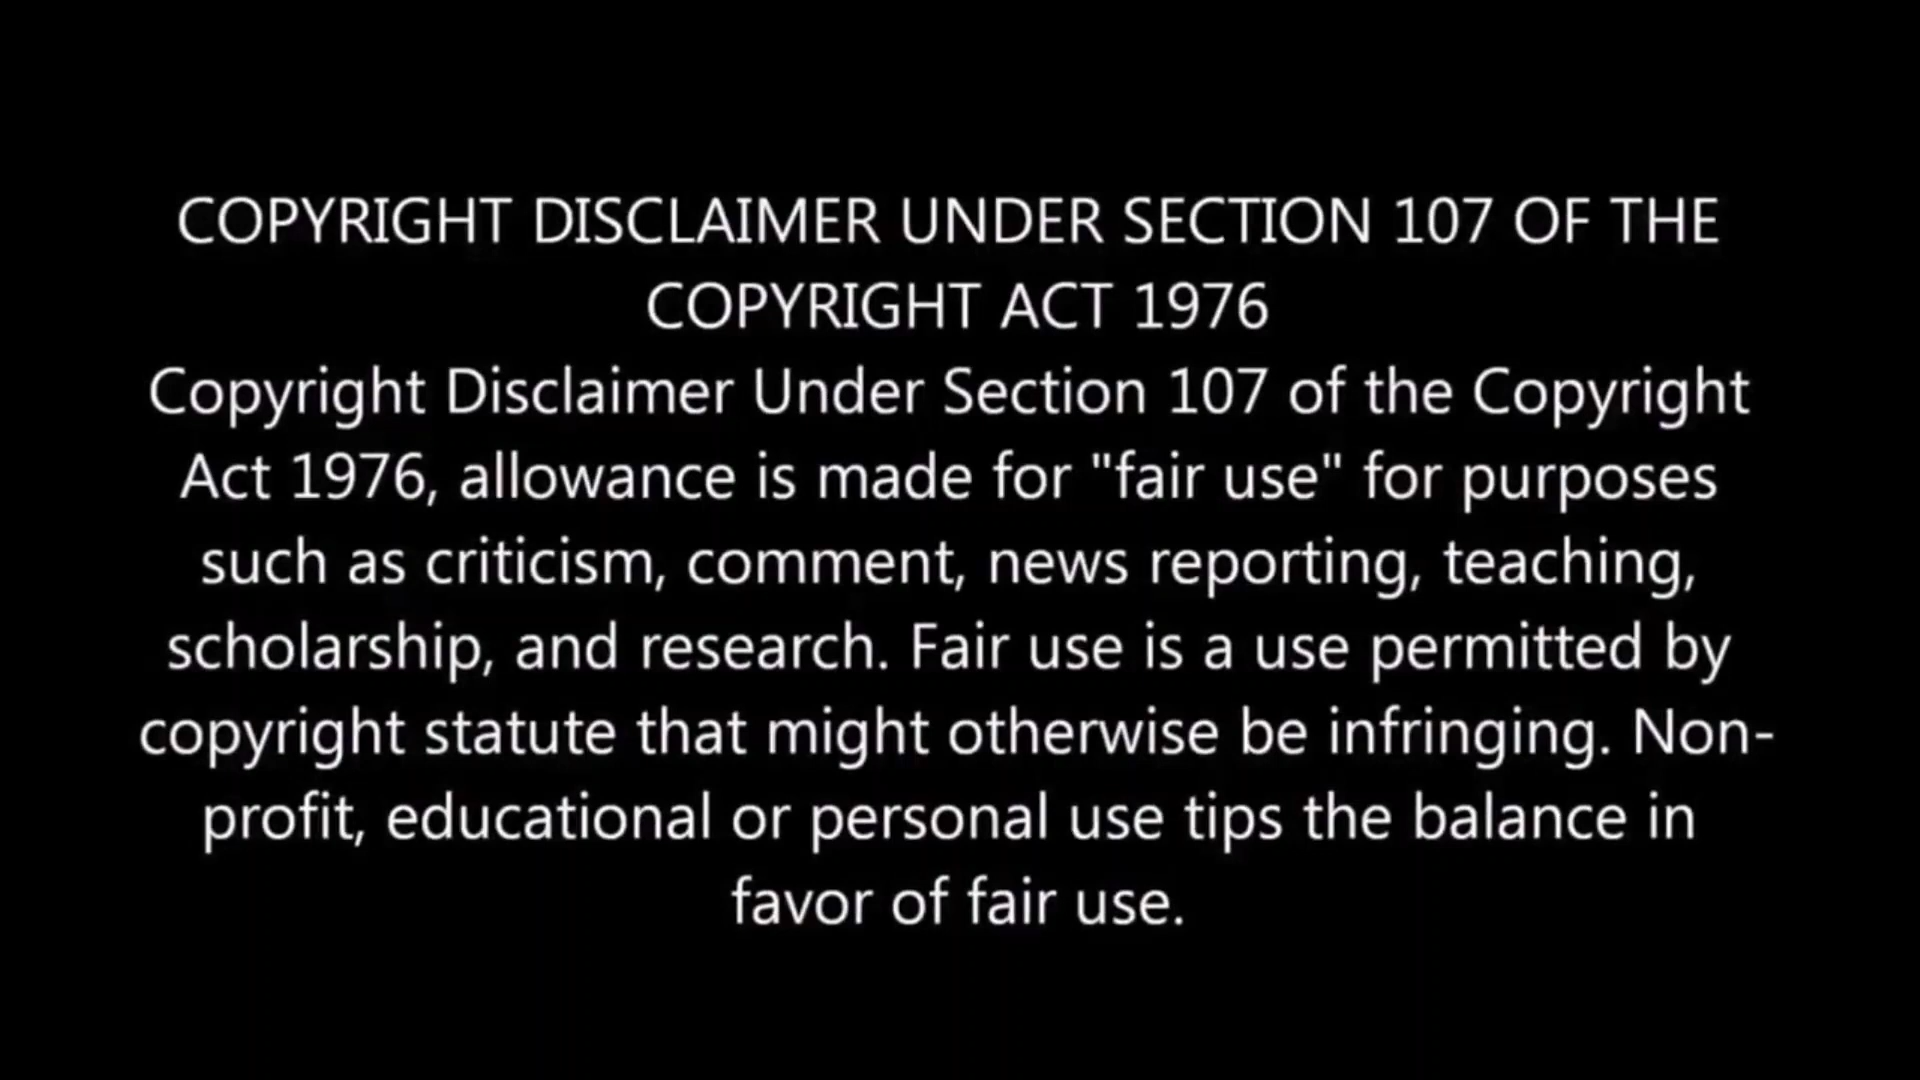 COPYRIGHT DISCLAIMER UNDER SECTION 107 OF THE
COPYRIGHT ACT 1976
Copyright Disclaimer Under Section 107 of the Copyright
Act 1976, allowance is made for "fair use" for purposes
such as criticism, comment, news reporting, teaching,
scholarship, and research. Fair use is a use permitted by
copyright statute that might otherwise be infringing. Non-
profit, educational or personal use tips the balance in
favor of fair use.